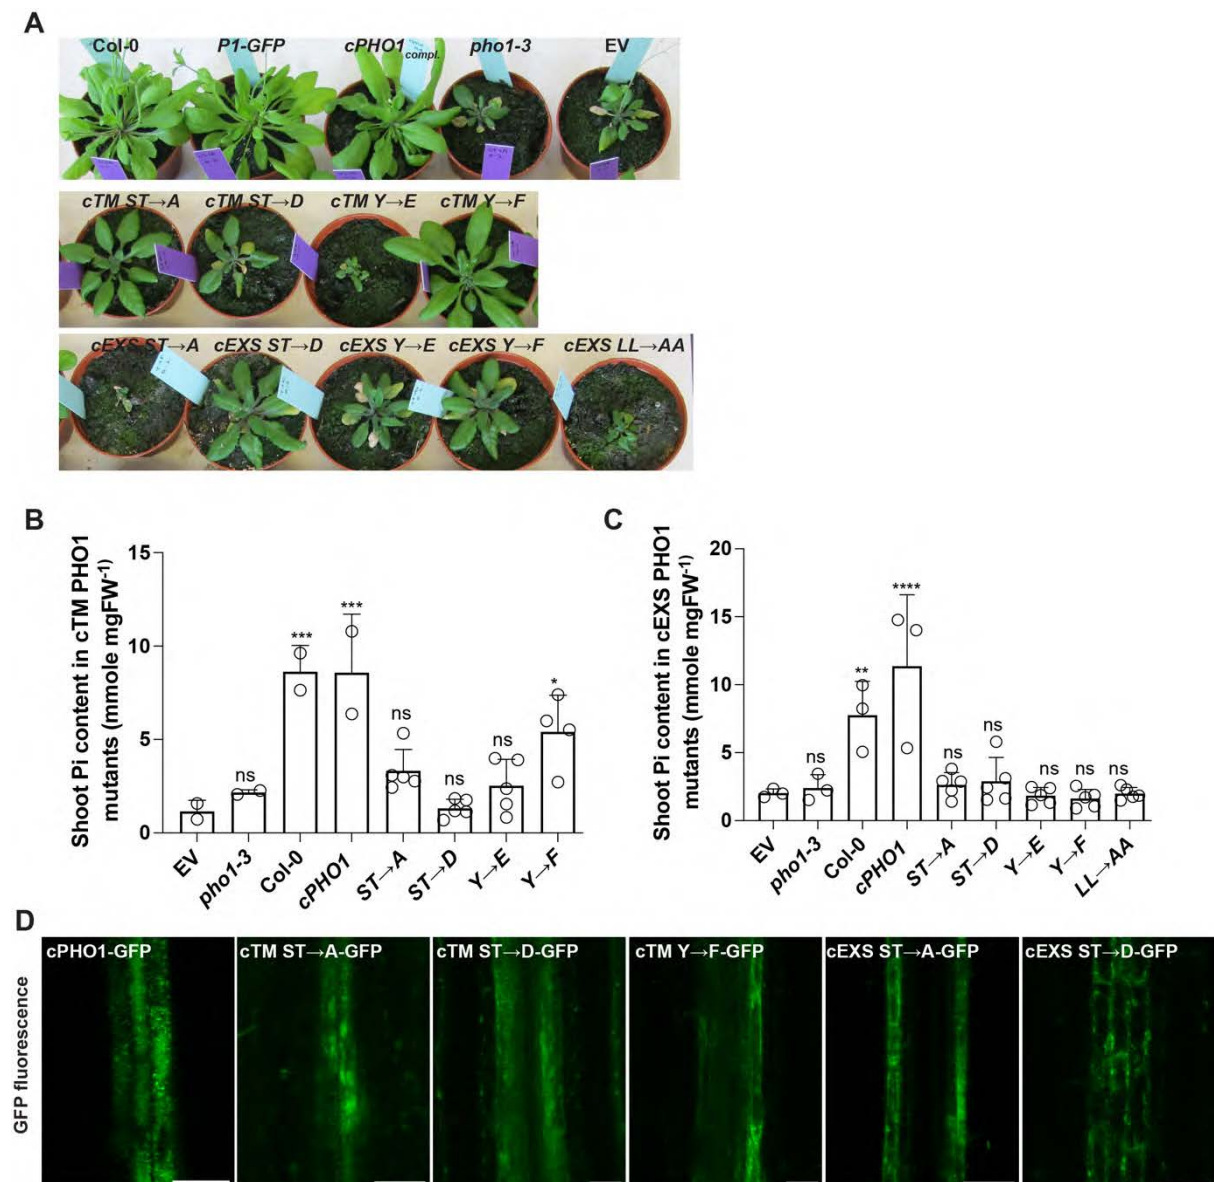 A
Col-0 P1-GFP cPHO1 compl. pho1-3 EV
cTM ST→A cTM ST→D cTM Y→E cTM Y→F
cEXS ST→A cEXS ST→D cEXS Y→E cEXS Y→F cEXS LL→AA
B
Shoot Pi content in cTM PHO1
mutants (mmole mgFW⁻¹)
15
10
5
0
ns
***
***
ns
ns
ns
*
EV pho1-3 Col-0 cPHO1 ST→A ST→D Y→E Y→F
C
Shoot Pi content in cEXS PHO1
mutants (mmole mgFW⁻¹)
20
15
10
5
0
ns
**
****
ns
ns
ns
ns
ns
EV pho1-3 Col-0 cPHO1 ST→A ST→D Y→E Y→F LL→AA
D
GFP fluorescence
cPHO1-GFP cTM ST→A-GFP cTM ST→D-GFP cTM Y→F-GFP cEXS ST→A-GFP cEXS ST→D-GFP